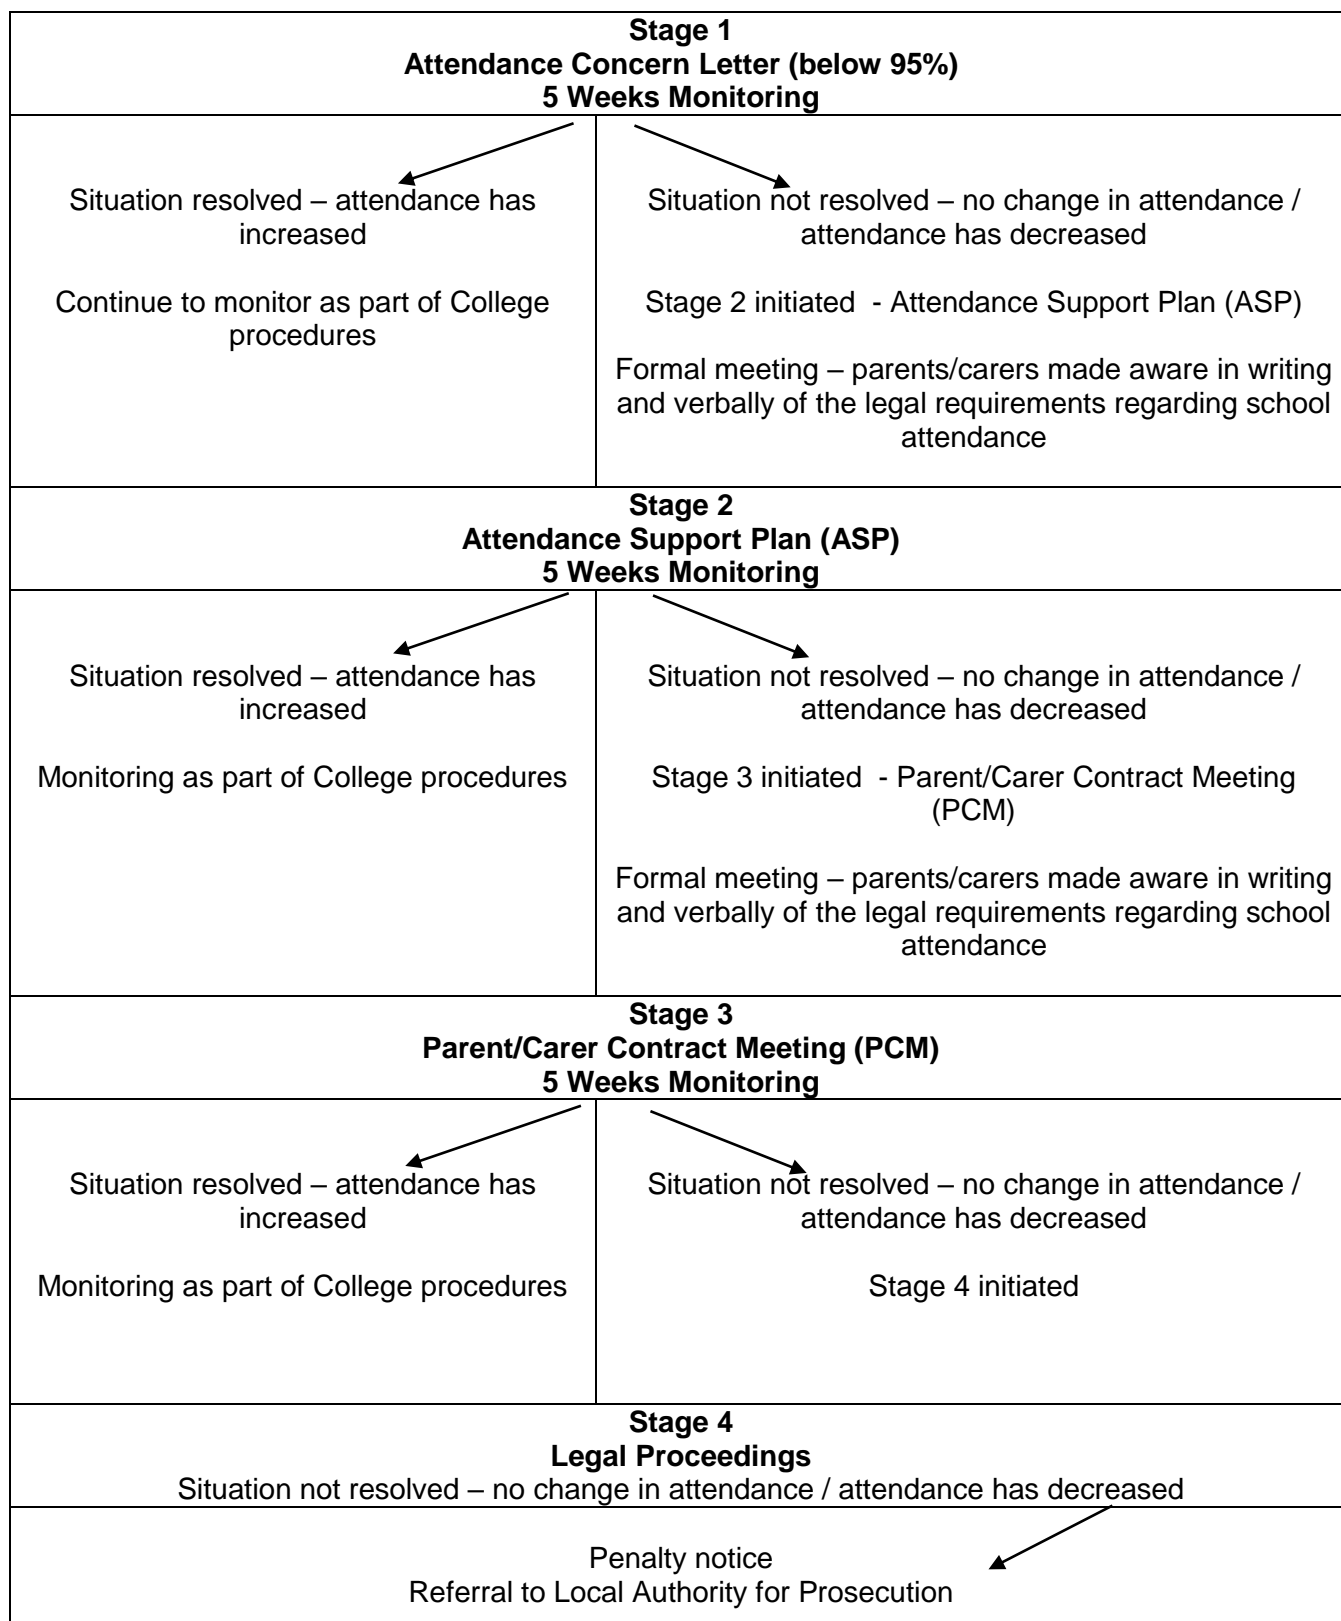 Stage 1
Attendance Concern Letter (below 95%)
5 Weeks Monitoring
Situation resolved – attendance has
increased
Continue to monitor as part of College
procedures
Situation not resolved – no change in attendance /
attendance has decreased
Stage 2 initiated  - Attendance Support Plan (ASP)
Formal meeting – parents/carers made aware in writing
and verbally of the legal requirements regarding school
attendance
Stage 2
Attendance Support Plan (ASP)
5 Weeks Monitoring
Situation resolved – attendance has
increased
Monitoring as part of College procedures
Situation not resolved – no change in attendance /
attendance has decreased
Stage 3 initiated  - Parent/Carer Contract Meeting
(PCM)
Formal meeting – parents/carers made aware in writing
and verbally of the legal requirements regarding school
attendance
Stage 3
Parent/Carer Contract Meeting (PCM)
5 Weeks Monitoring
Situation resolved – attendance has
increased
Monitoring as part of College procedures
Situation not resolved – no change in attendance /
attendance has decreased
Stage 4 initiated
Stage 4
Legal Proceedings
Situation not resolved – no change in attendance / attendance has decreased
Penalty notice
Referral to Local Authority for Prosecution